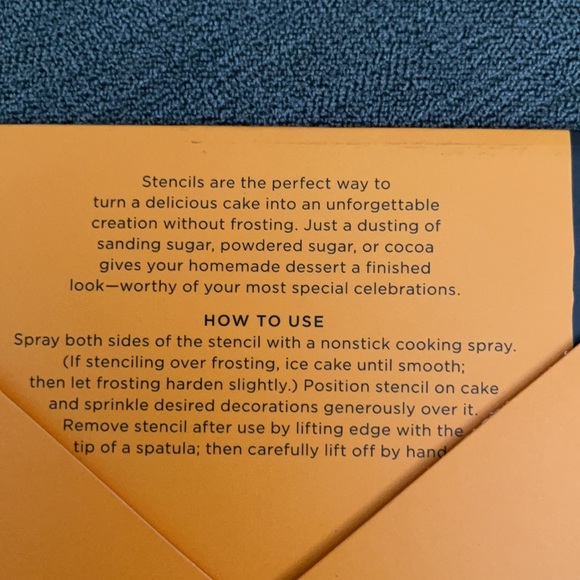 Stencils are the perfect way to
turn a delicious cake into an unforgettable
creation without frosting. Just a dusting of
sanding sugar, powdered sugar, or cocoa
gives your homemade dessert a finished
look—worthy of your most special celebrations.
HOW TO USE
Spray both sides of the stencil with a nonstick cooking spray.
(If stenciling over frosting, ice cake until smooth;
then let frosting harden slightly.) Position stencil on cake
and sprinkle desired decorations generously over it.
Remove stencil after use by lifting edge with the
tip of a spatula; then carefully lift off by hand